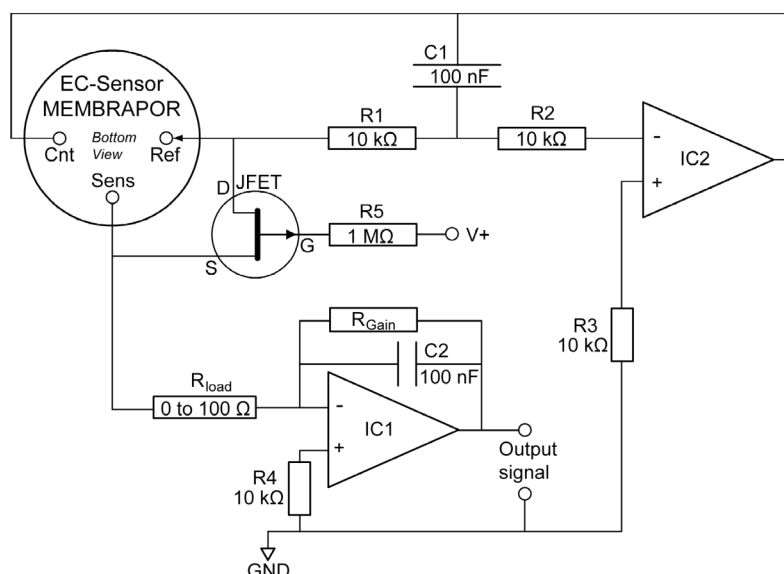 IC2
C1
100 nF
EC-Sensor
MEMBRAPOR
R1
R2
10 kΩ
10 kΩ
-
+
IC2
Bottom
View
Cnt
Ref
Sens
D
JFET
R5
1 MΩ
V+
G
S
RGain
R3
10 kΩ
C2
100 nF
Rload
0 to 100 Ω
-
+
IC1
Output
signal
R4
10 kΩ
GND